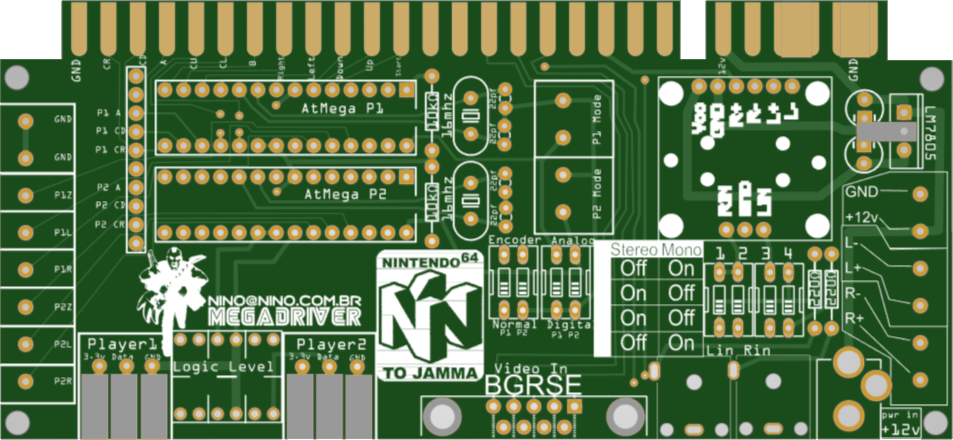 GND
CR
CD
A
CU
CL
B
Right
Left
Down
Up
Start
12v
GND
GND
GND
P1Z
P1L
P1R
P2Z
P2L
P2R
P1 A
P1 CD
P1 CR
P2 A
P2 CD
P2 CR
AtMega P1
AtMega P2
10kΩ
16mhz
22pf
22pf
10kΩ
16mhz
22pf
22pf
P1 Mode
P2 Mode
LM7805
GND
+12v
L-
L+
R-
R+
Encoder Analog
Normal Digita
P1 P2 P1 P2
Stereo Mono
Off On
On Off
On Off
Off On
1 2 3 4
Lin Rin
NINO@NINO.COM.BR
MEGADRIVER
NINTENDO64
TO JAMMA
Player1
3.3v Data GND
Logic Level
Player2
3.3v Data GND
Video In
BGRSE
pwr in
+12v